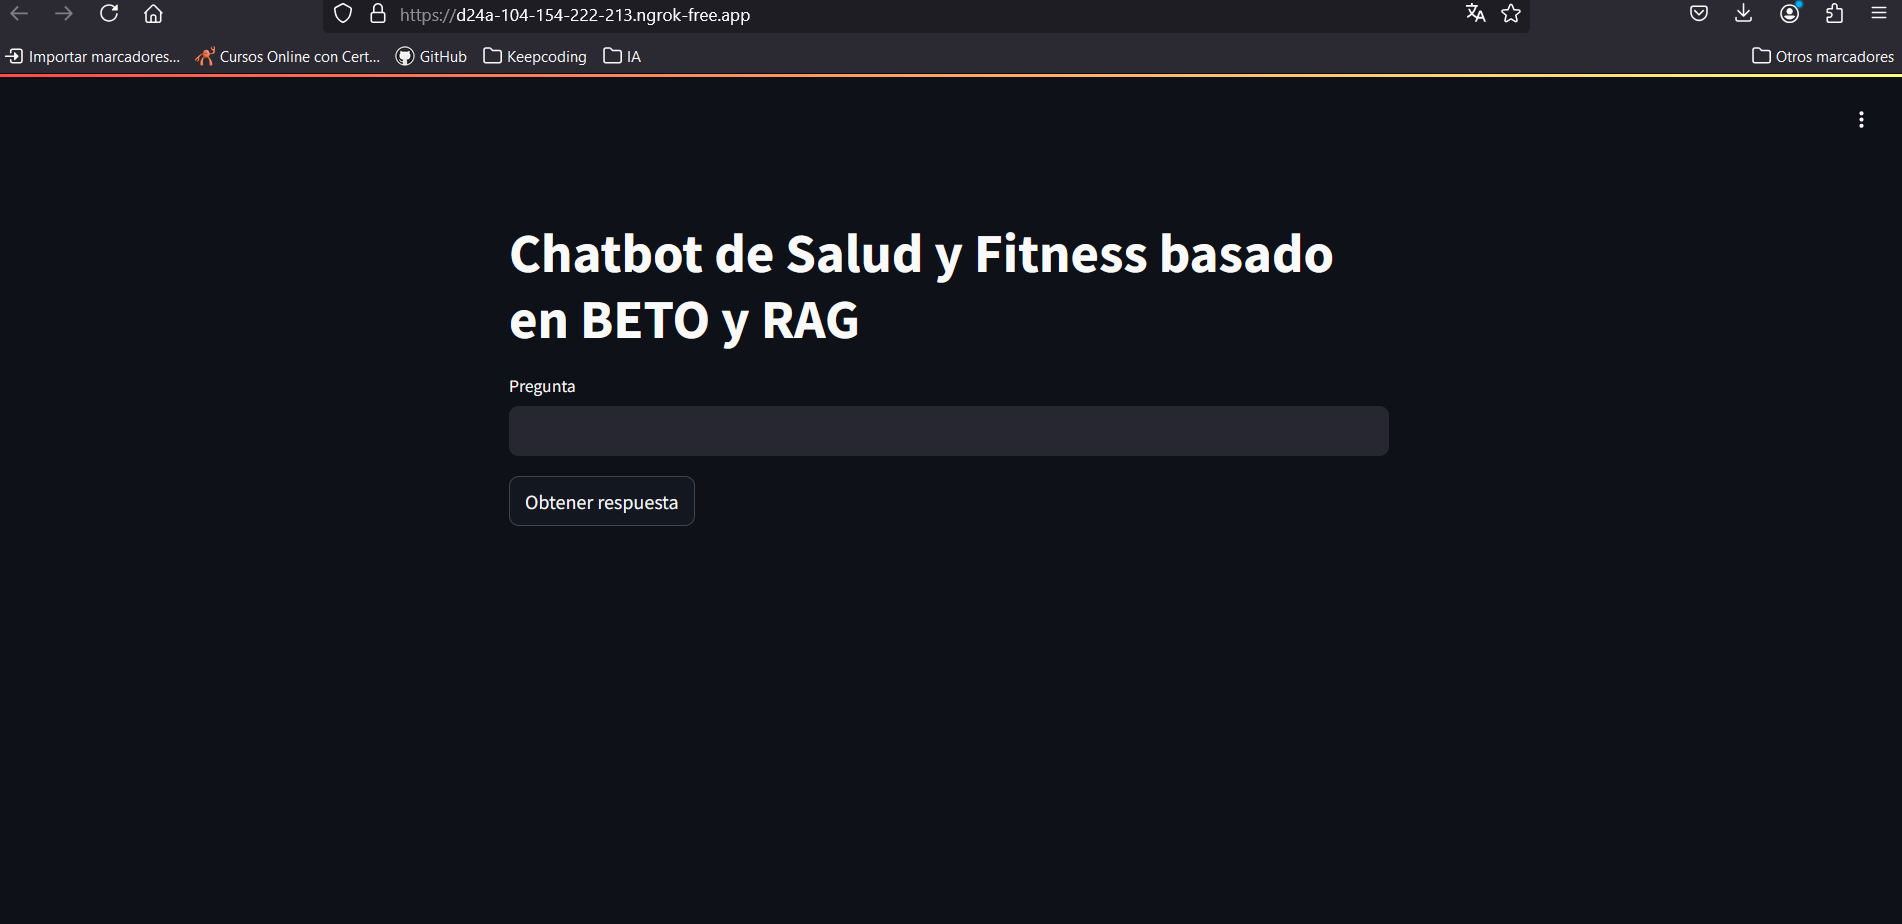 https://d24a-104-154-222-213.ngrok-free.app
Importar marcadores... Cursos Online con Cert... GitHub Keepcoding IA Otros marcadores
Chatbot de Salud y Fitness basado
en BETO y RAG
Pregunta
Obtener respuesta